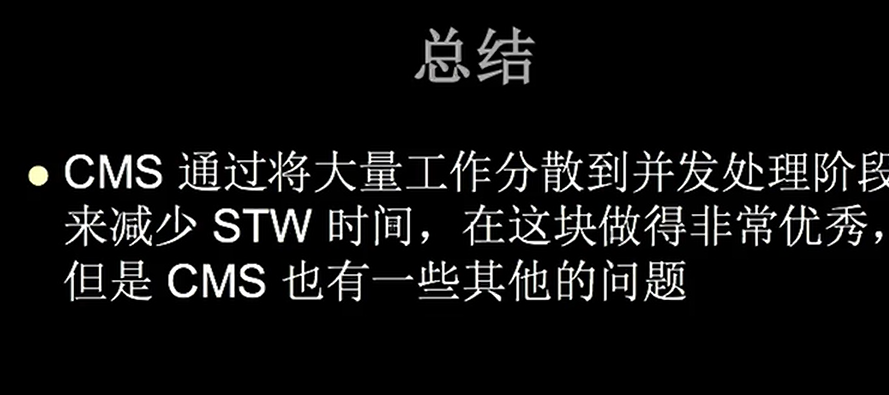 总结
CMS 通过将大量工作分散到并发处理阶段
来减少 STW 时间，在这块做得非常优秀，
但是 CMS 也有一些其他的问题